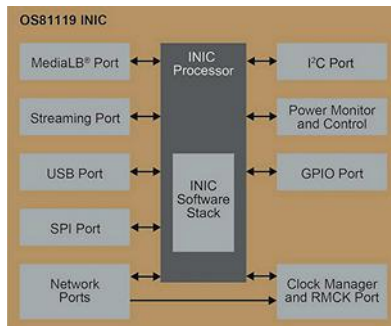 OS81119 INIC
MediaLB® Port
Streaming Port
USB Port
SPI Port
Network
Ports
INIC
Processor
INIC
Software
Stack
I²C Port
Power Monitor
and Control
GPIO Port
Clock Manager
and RMCK Port